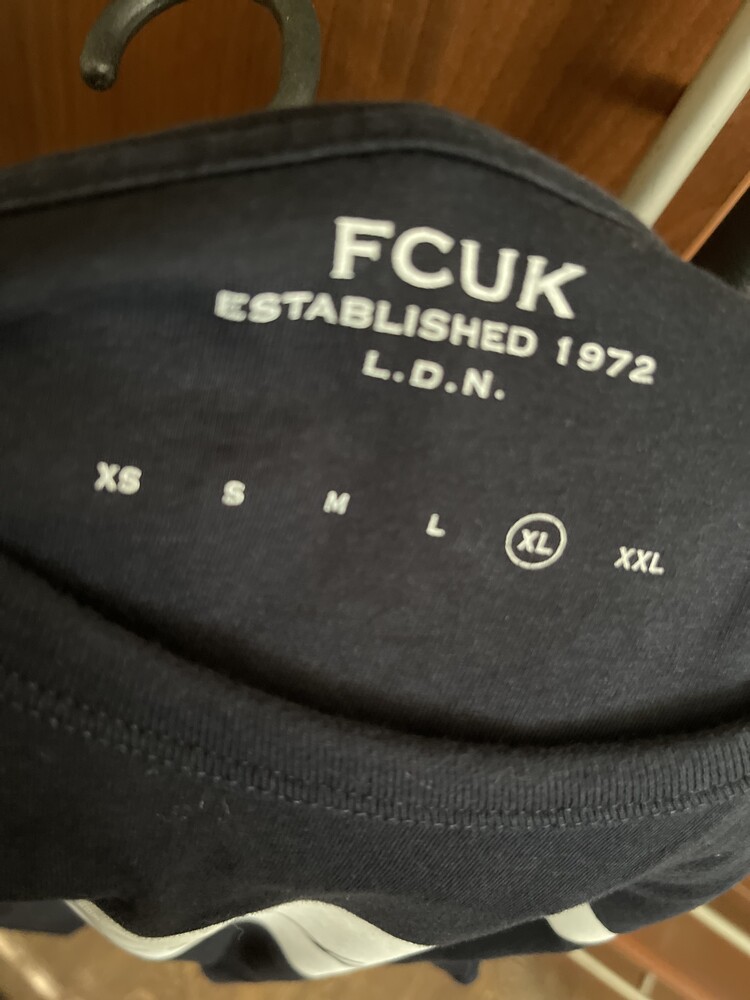 FCUK
ESTABLISHED 1972
L.D.N.
XS S M L XL XXL